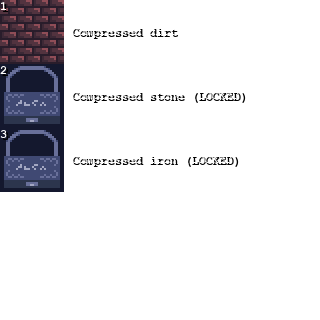 1
Compressed dirt
2
Compressed stone (LOCKED)
3
Compressed iron (LOCKED)